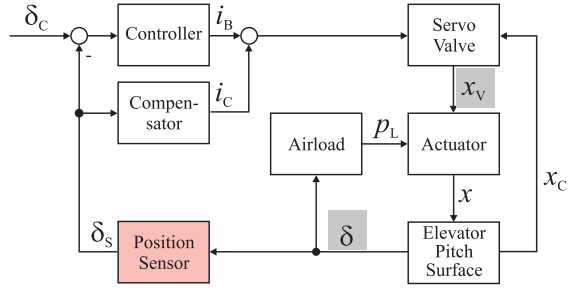 δC
-
Controller
iB
Servo
Valve
Compen-
sator
iC
xV
Airload
pL
Actuator
xC
x
δS
Position
Sensor
δ
Elevator
Pitch
Surface